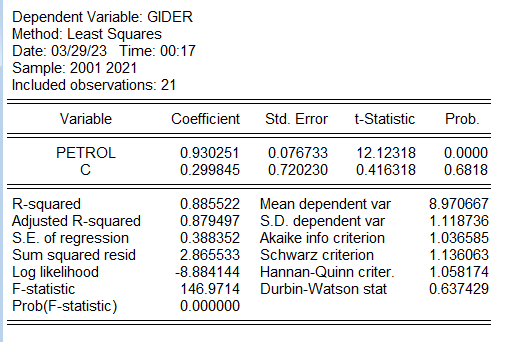 Dependent Variable: GIDER
Method: Least Squares
Date: 03/29/23 Time: 00:17
Sample: 2001 2021
Included observations: 21
Variable Coefficient Std. Error t-Statistic Prob.
PETROL 0.930251 0.076733 12.12318 0.0000
C 0.299845 0.720230 0.416318 0.6818
R-squared 0.885522 Mean dependent var 8.970667
Adjusted R-squared 0.879497 S.D. dependent var 1.118736
S.E. of regression 0.388352 Akaike info criterion 1.036585
Sum squared resid 2.865533 Schwarz criterion 1.136063
Log likelihood -8.884144 Hannan-Quinn criter. 1.058174
F-statistic 146.9714 Durbin-Watson stat 0.637429
Prob(F-statistic) 0.000000